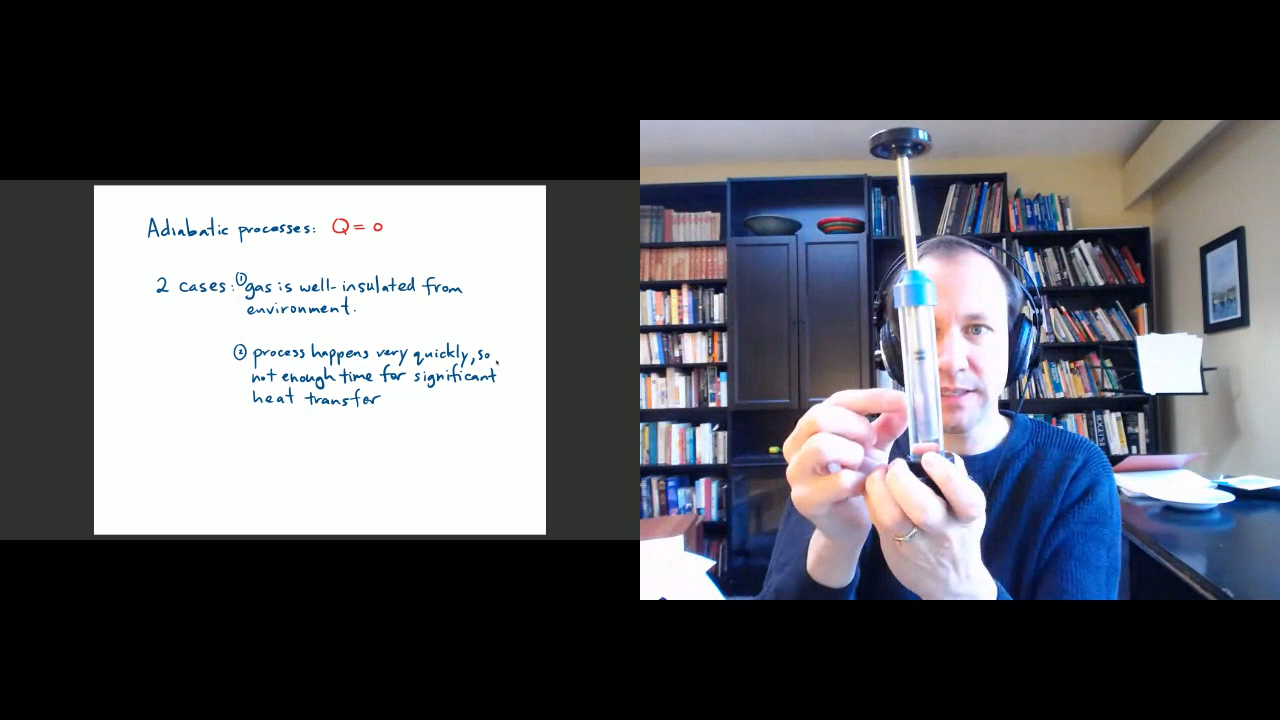 Adiabatic processes: Q = 0
2 cases: ① gas is well-insulated from
environment.
② process happens very quickly, so
not enough time for significant
heat transfer